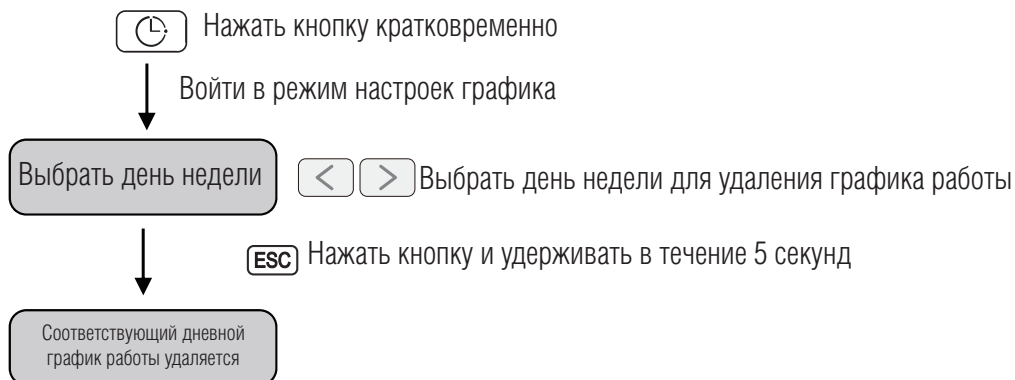 Нажать кнопку кратковременно
Войти в режим настроек графика
Выбрать день недели
< > Выбрать день недели для удаления графика работы
ESC Нажать кнопку и удерживать в течение 5 секунд
Соответствующий дневной
график работы удаляется